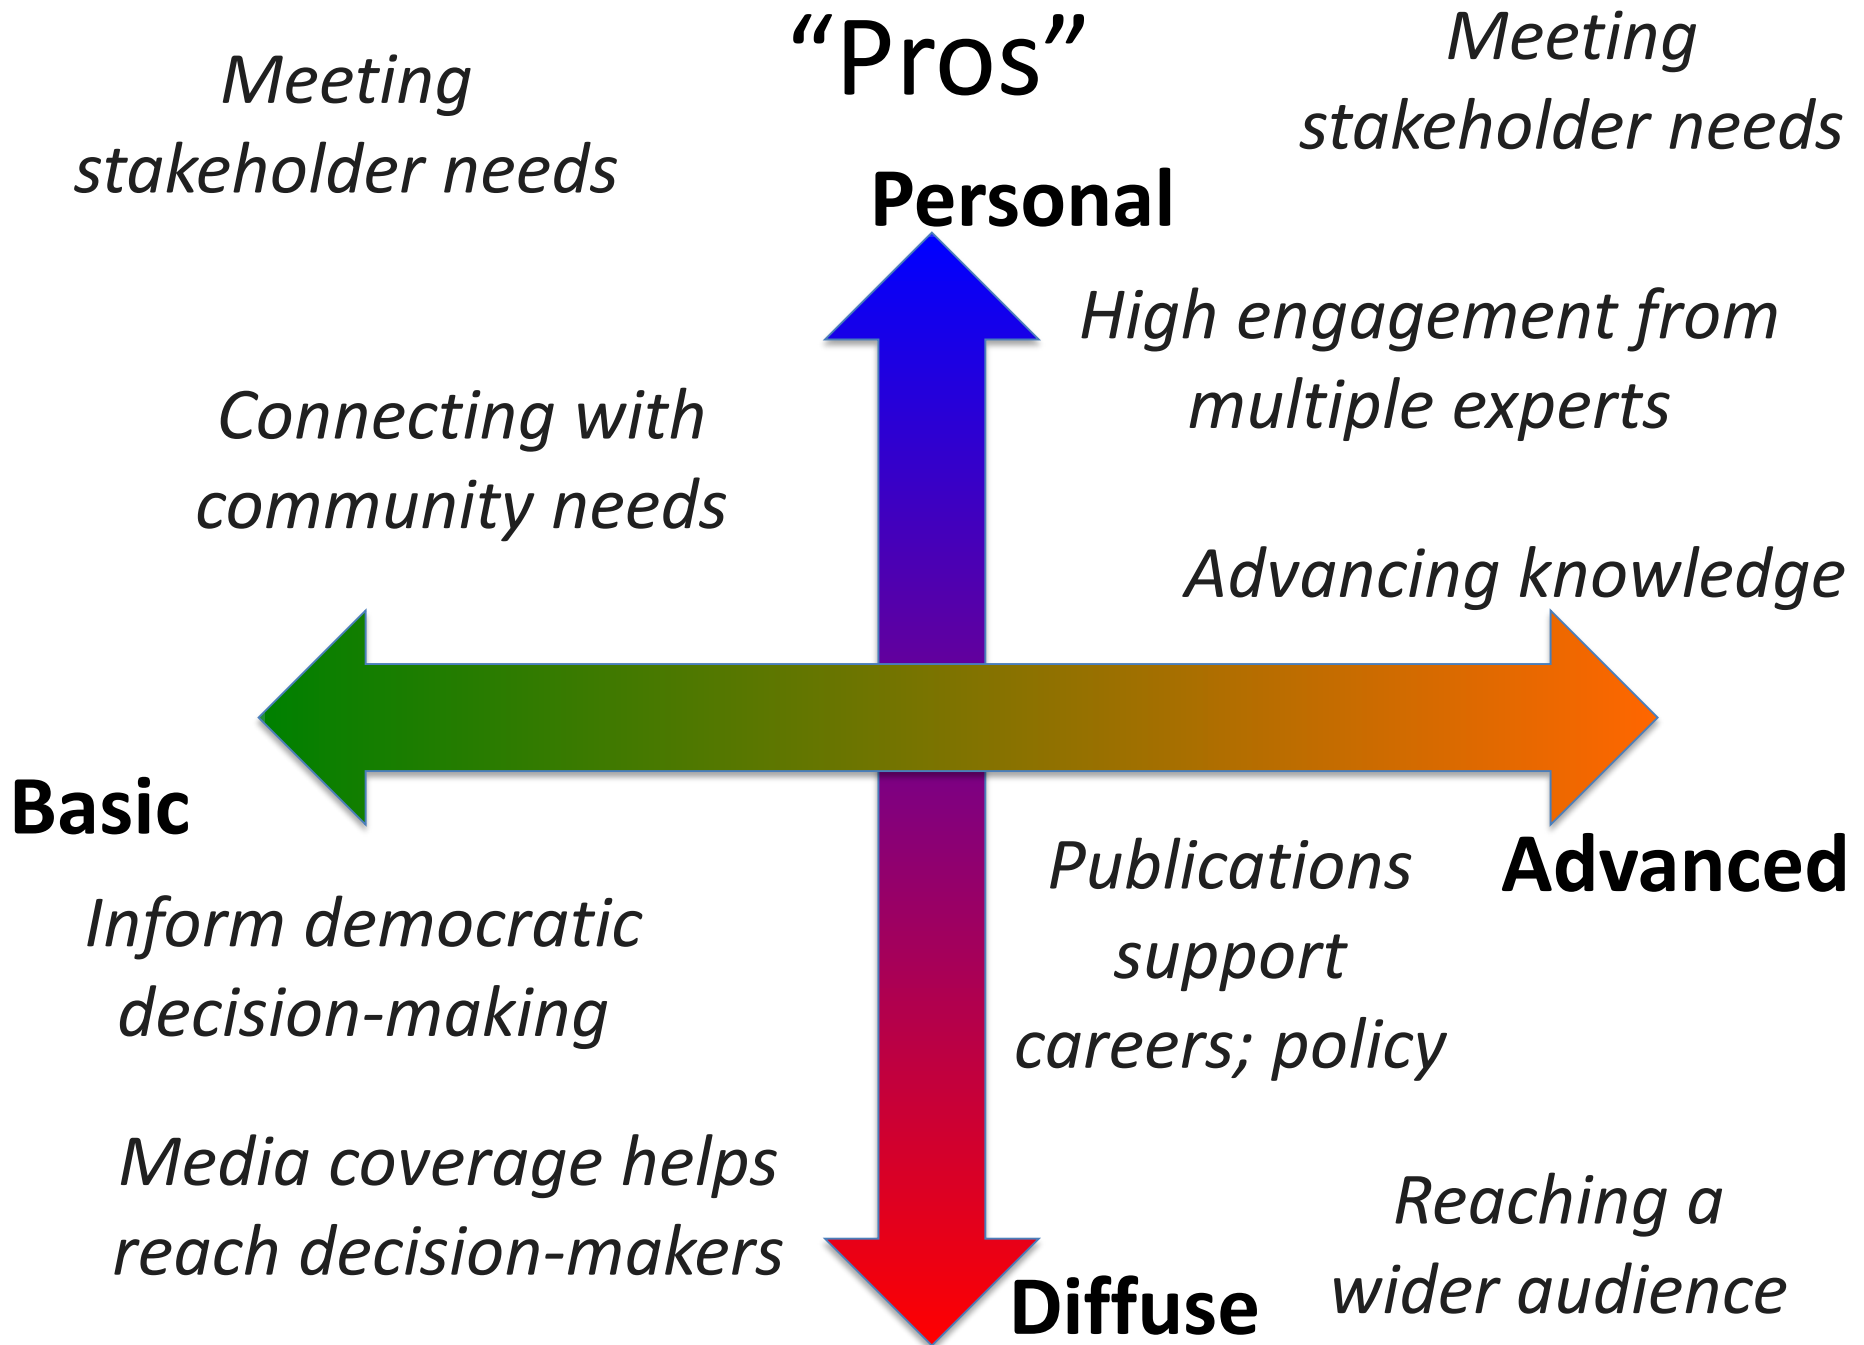 “Pros”
Meeting
stakeholder needs
Meeting
stakeholder needs
Personal
High engagement from
multiple experts
Connecting with
community needs
Advancing knowledge
Basic
Advanced
Inform democratic
decision-making
Publications
support
careers; policy
Media coverage helps
reach decision-makers
Reaching a
wider audience
Diffuse